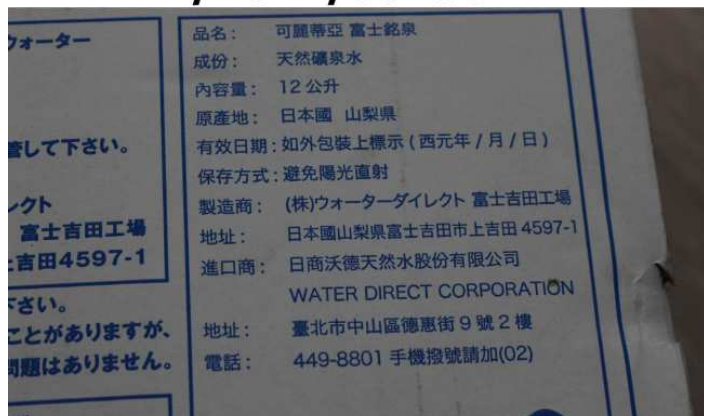 ウォーター
管して下さい。
レクト
富士吉田工場
吉田4597-1
下さい。
ことがありますが、
問題はありません。
品名： 可麗蒂亞 富士銘泉
成份： 天然礦泉水
內容量： 12 公升
原產地： 日本國 山梨県
有效日期：如外包裝上標示 ( 西元年 / 月 / 日 )
保存方式：避免陽光直射
製造商： (株)ウォーターダイレクト 富士吉田工場
地址： 日本國山梨県富士吉田市上吉田 4597-1
進口商： 日商沃德天然水股份有限公司
WATER DIRECT CORPORATION
地址： 臺北市中山區德惠街 9 號 2 樓
電話： 449-8801 手機撥號請加(02)